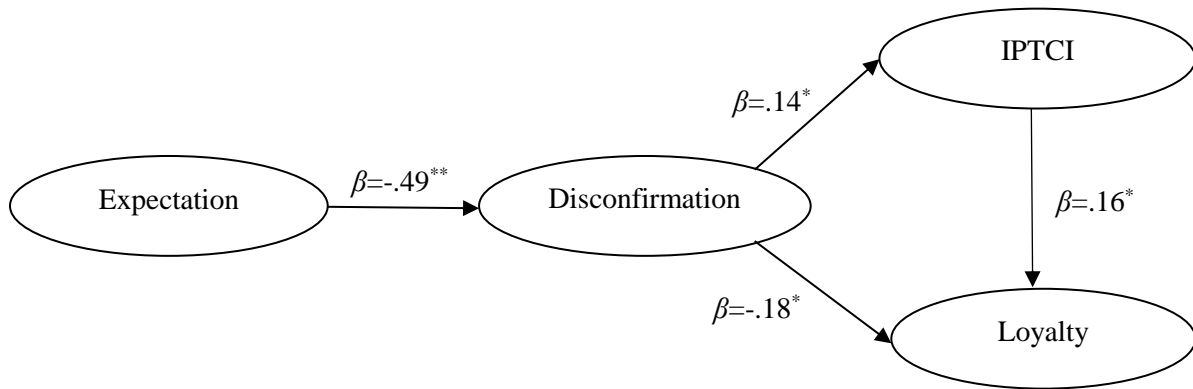 IPTCI
β=.14*
Expectation
β=-.49**
Disconfirmation
β=.16*
β=-.18*
Loyalty